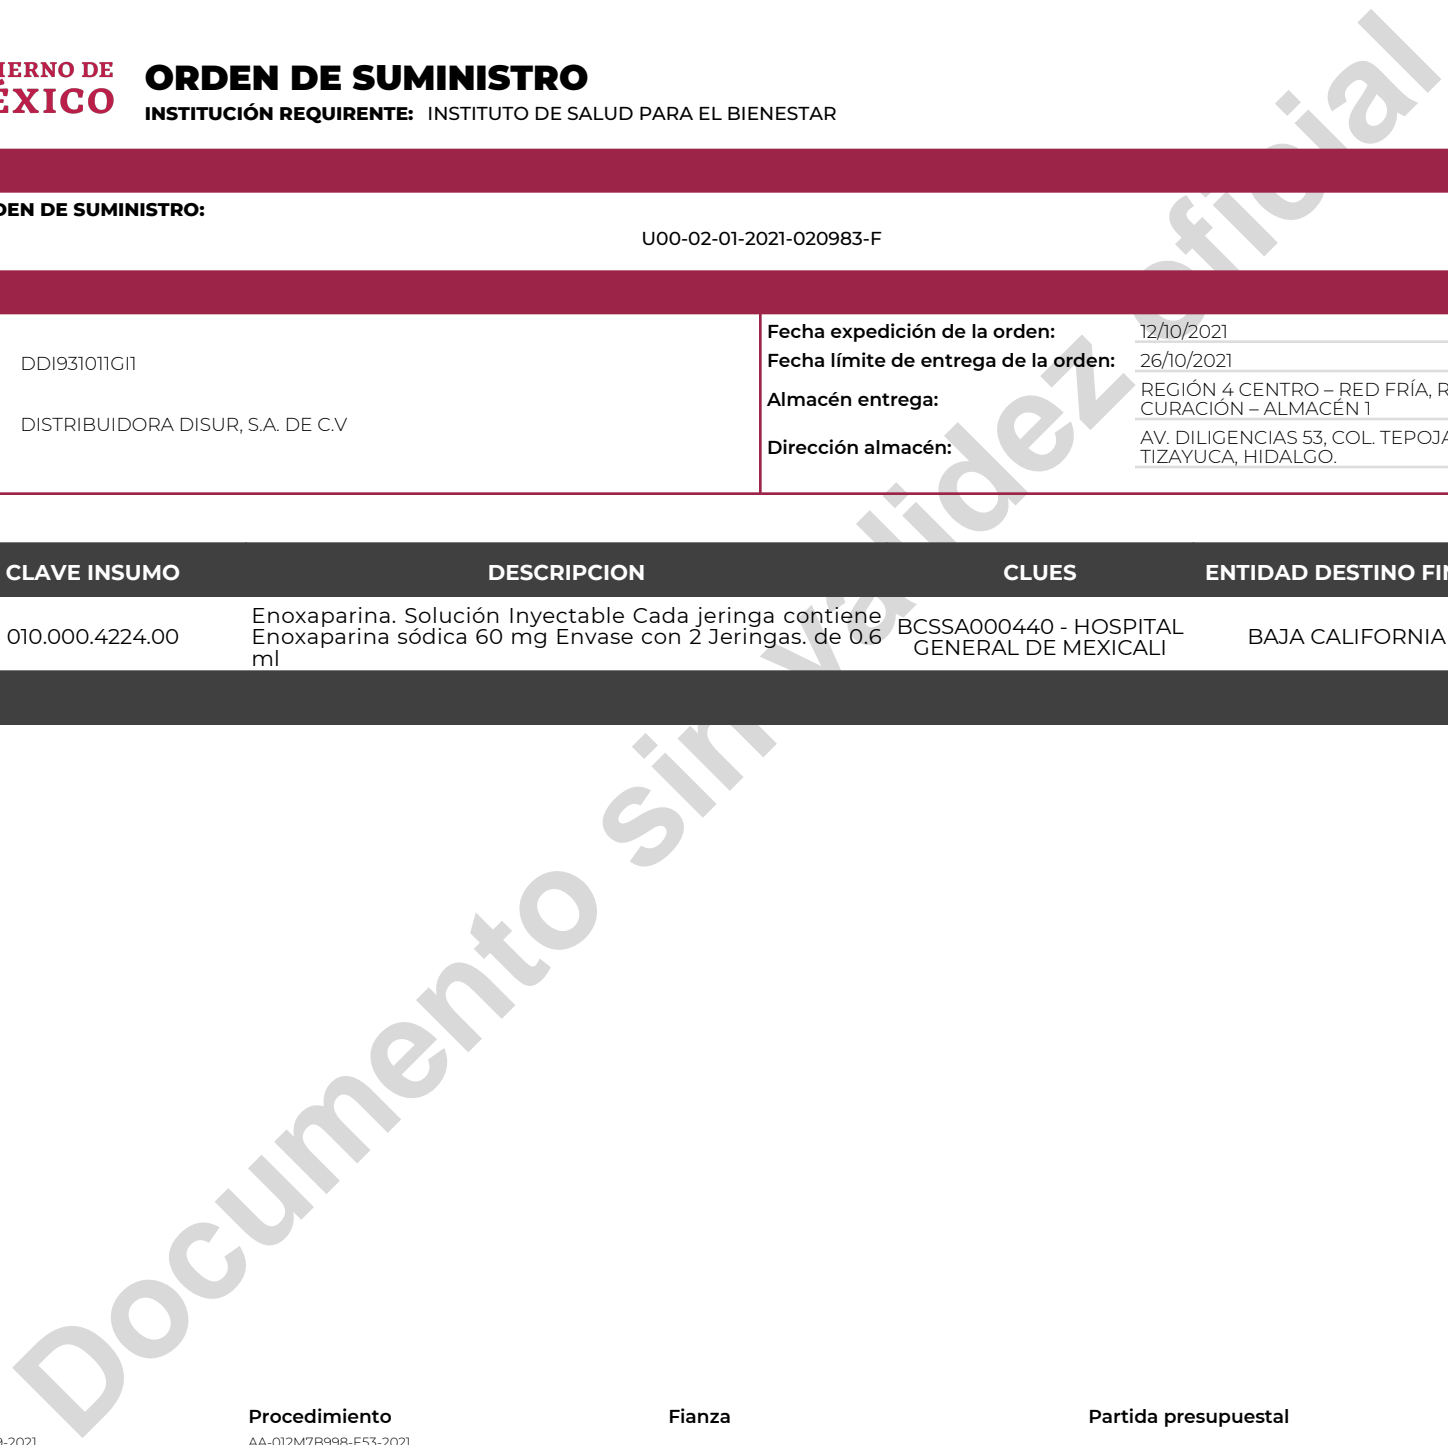 ORDEN DE SUMINISTRO
INSTITUCIÓN REQUIRENTE: INSTITUTO DE SALUD PARA EL BIENESTAR
DE
ÉXICO
DE SUMINISTRO:
U00-02-01-2021-020983-F
DDI931011GI1
DISTRIBUIDORA DISUR, S.A. DE C.V
Fecha expedición de la orden: 12/10/2021
Fecha límite de entrega de la orden: 26/10/2021
Almacén entrega: REGIÓN 4 CENTRO – RED FRÍA,
CURACIÓN – ALMACÉN 1
Dirección almacén: AV. DILIGENCIAS 53, COL.
TIZAYUCA, HIDALGO.
CLAVE INSUMO DESCRIPCION CLUES ENTIDAD DESTINO
010.000.4224.00
Enoxaparina. Solución Inyectable Cada jeringa contiene
Enoxaparina sódica 60 mg Envase con 2 Jeringas. de 0.6
ml
BCSSA000440 - HOSPITAL
GENERAL DE MEXICALI
BAJA CALIFORNIA
Documento sin validez oficial
Procedimiento Fianza Partida presupuestal
-2021 AA-012M7B998-E53-2021